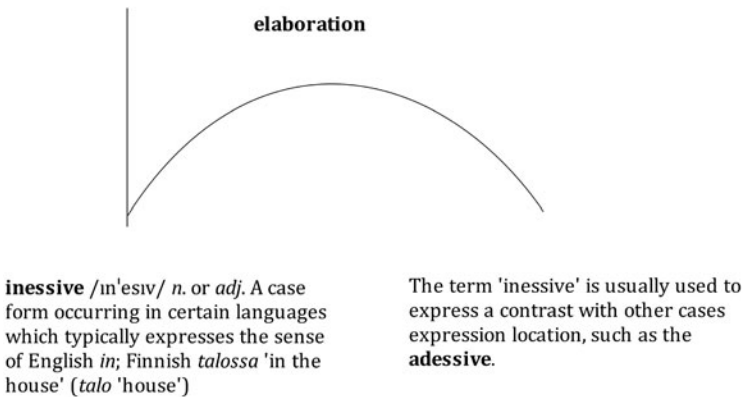 elaboration
inessive /ɪn'esɪv/ n. or adj. A case
form occurring in certain languages
which typically expresses the sense
of English in; Finnish talossa 'in the
house' (talo 'house')
The term 'inessive' is usually used to
express a contrast with other cases
expression location, such as the
adessive.